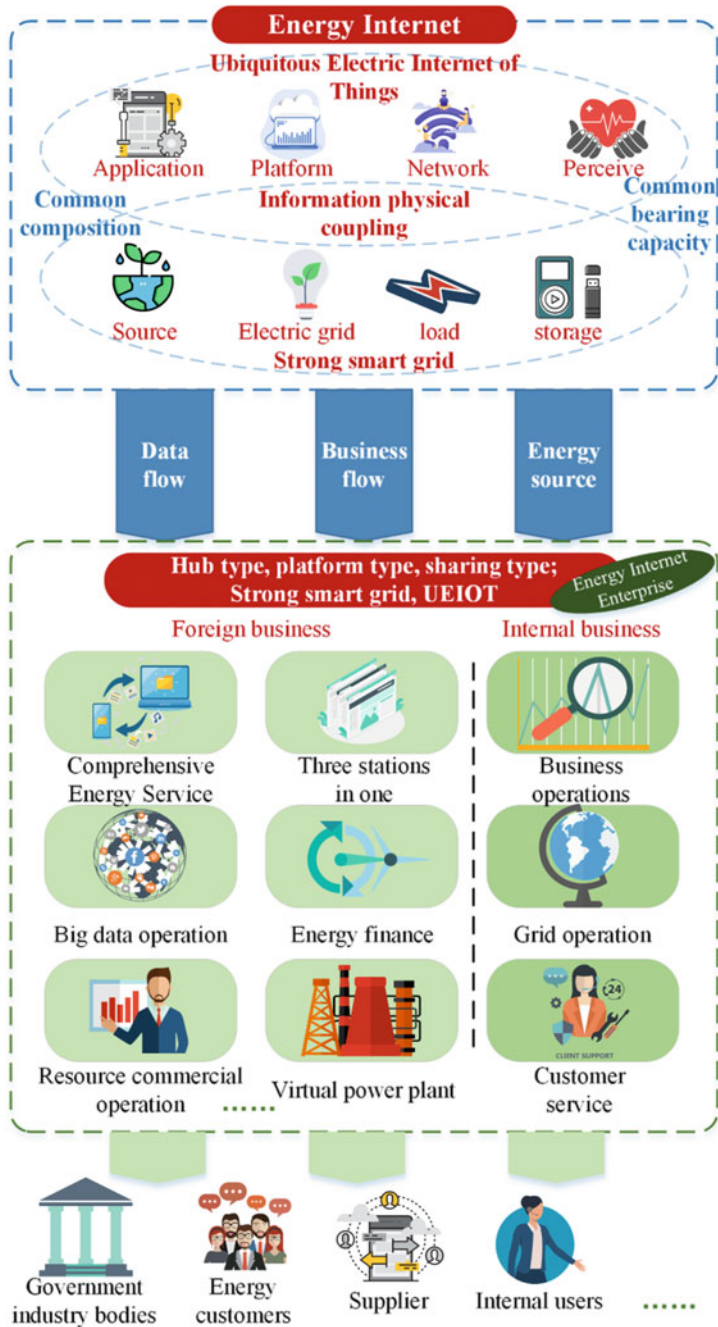 Energy Internet
Ubiquitous Electric Internet of
Things
Application
Platform
Network
Perceive
Common
composition
Information physical
coupling
Common
bearing
capacity
Source
Electric grid
load
storage
Strong smart grid
Data
flow
Business
flow
Energy
source
Hub type, platform type, sharing type;
Strong smart grid, UEIOT
Energy Internet
Enterprise
Foreign business
Internal business
Comprehensive
Energy Service
Three stations
in one
Business
operations
Big data operation
Energy finance
Grid operation
24
CLIENT SUPPORT
Resource commercial
operation
......
Virtual power plant
Customer
service
Government
industry bodies
Energy
customers
Supplier
Internal users
......